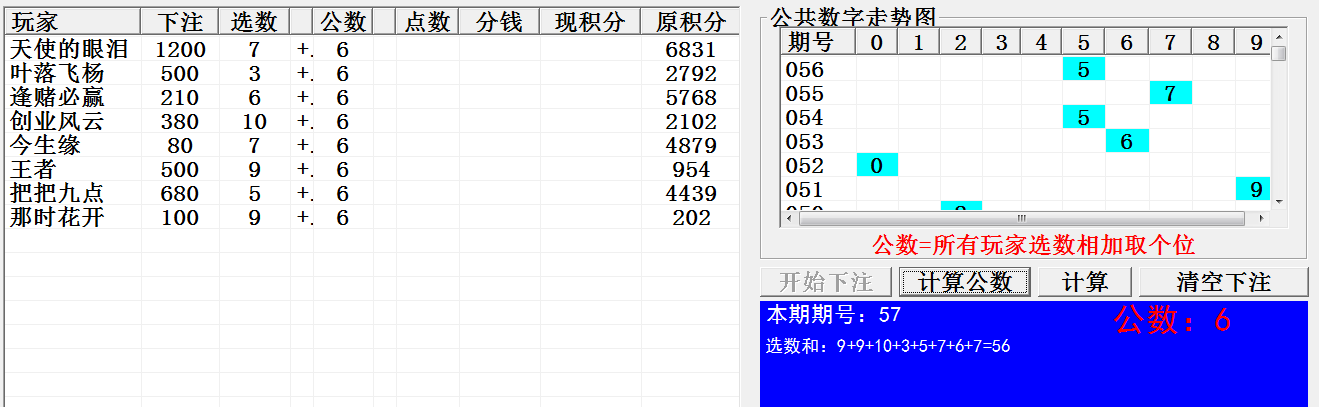 玩家 下注 选数 公数 点数 分钱 现积分 原积分
天使的眼泪 1200 7 +. 6 6831
叶落飞杨 500 3 +. 6 2792
逢赌必赢 210 6 +. 6 5768
创业风云 380 10 +. 6 2102
今生缘 80 7 +. 6 4879
王者 500 9 +. 6 954
把把九点 680 5 +. 6 4439
那时花开 100 9 +. 6 202
公共数字走势图
期号 0 1 2 3 4 5 6 7 8 9
056 5
055 7
054 5
053 6
052 0
051 9
公数=所有玩家选数相加取个位
开始下注 计算公数 计算 清空下注
本期期号：57 公数：6
选数和：9+9+10+3+5+7+6+7=56